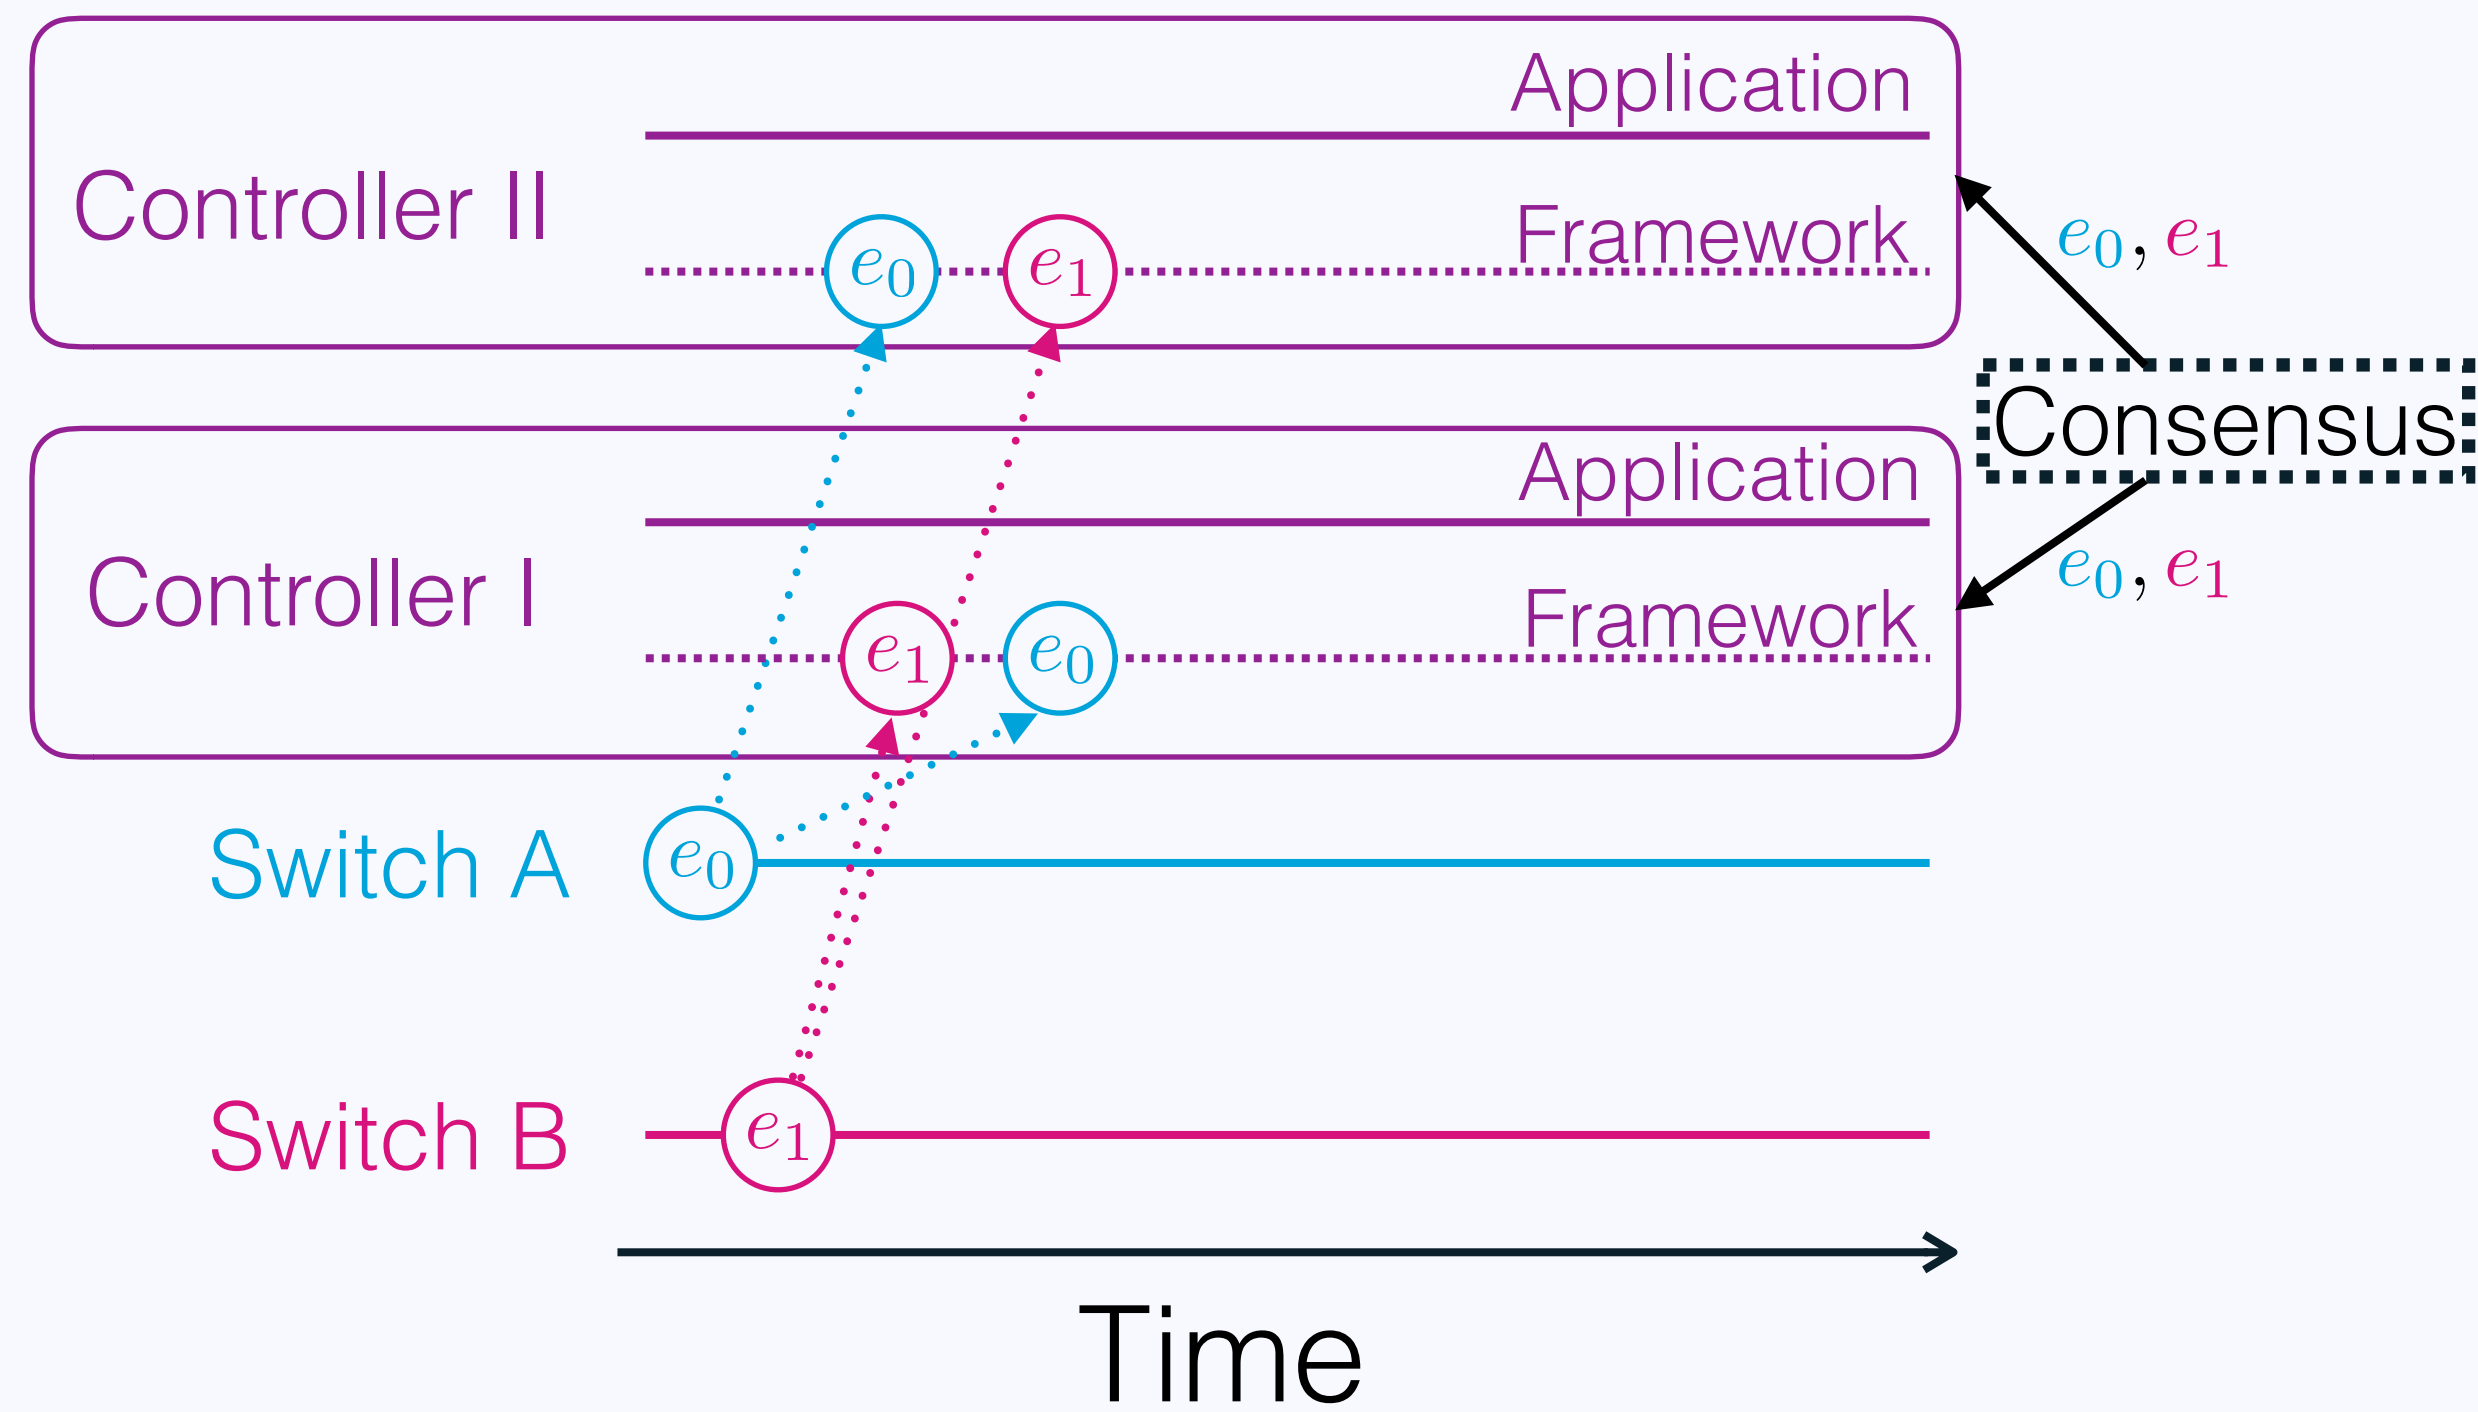 Application
Controller II
Framework
e0
e1
e0, e1
Consensus
Application
Controller I
Framework
e1
e0
e0, e1
Switch A
e0
Switch B
e1
Time